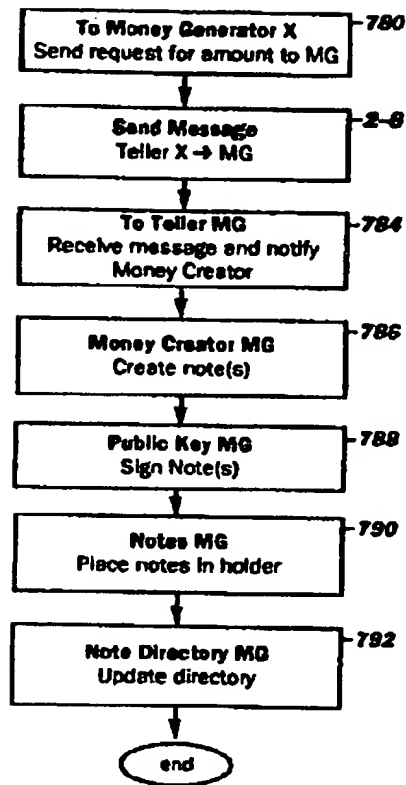 To Money Generator X
780
Send request for amount to MG
Send Message
2-8
Teller X → MG
To Teller MG
784
Receive message and notify
Money Creator
Money Creator MG
786
Create note(s)
Public Key MG
788
Sign Note(s)
Notes MG
790
Place notes in holder
Note Directory MG
792
Update directory
end